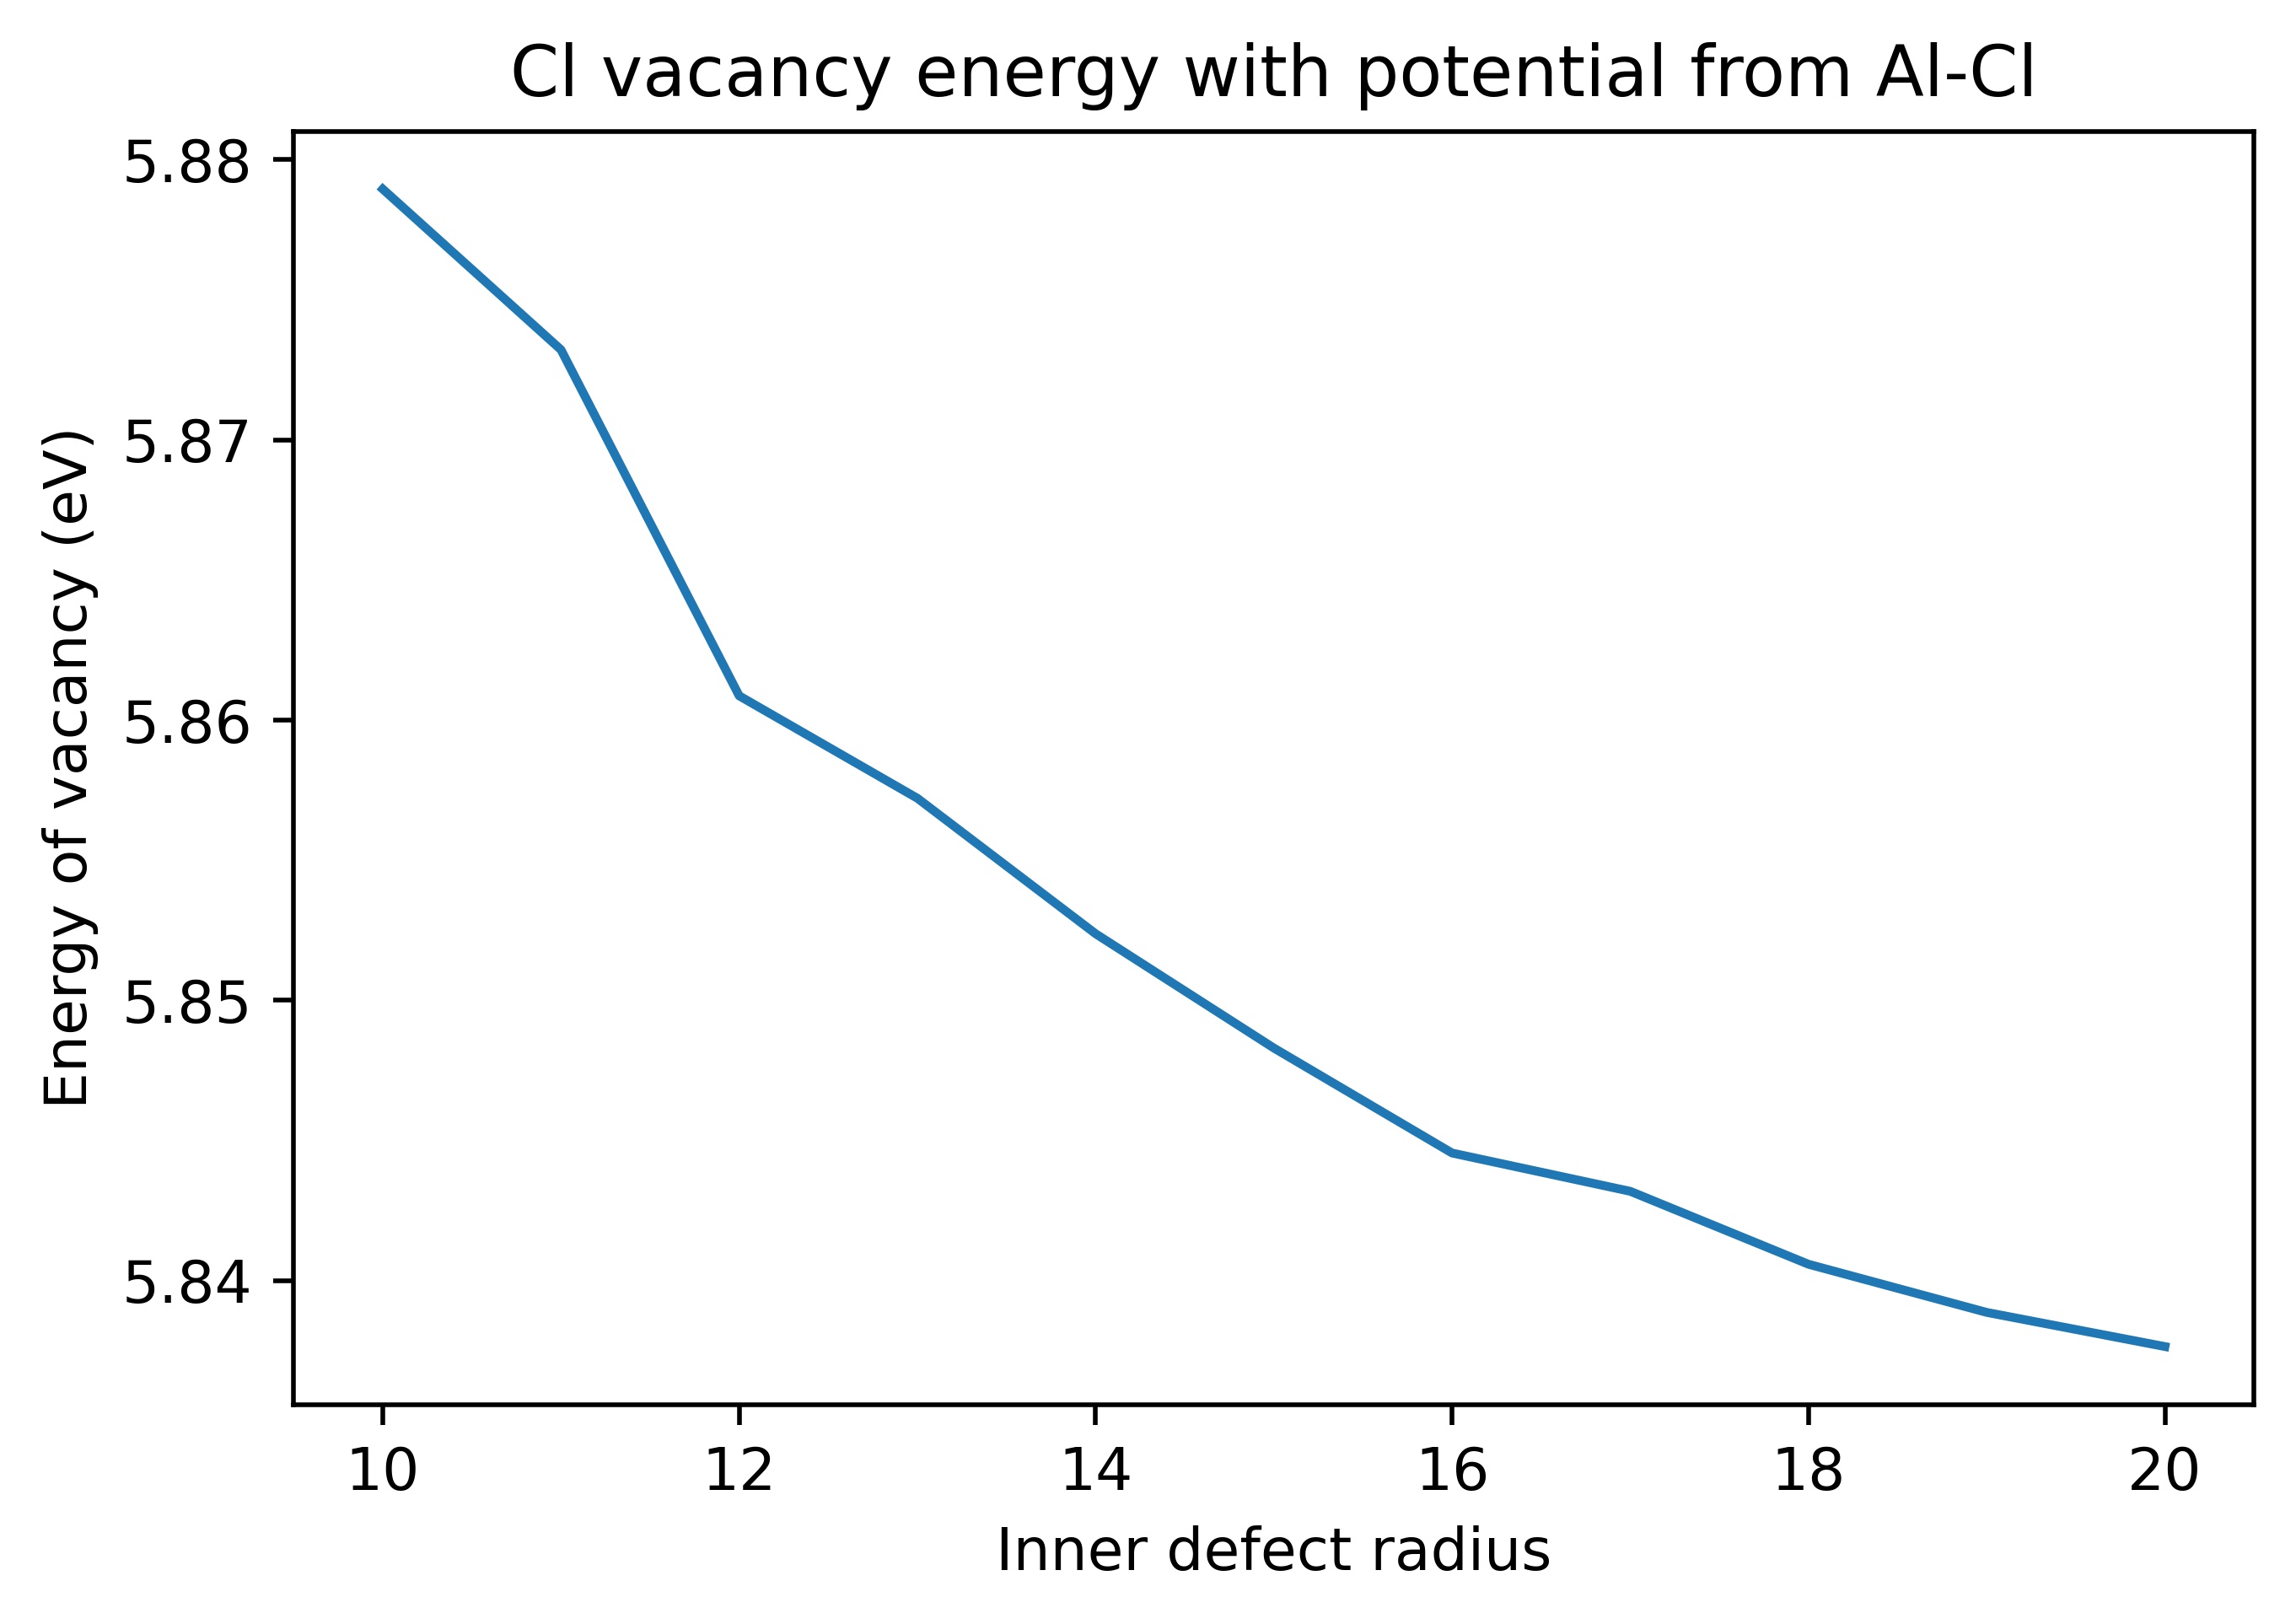 Cl vacancy energy with potential from Al-Cl
5.88
5.87
5.86
5.85
5.84
Energy of vacancy (eV)
10 12 14 16 18 20
Inner defect radius